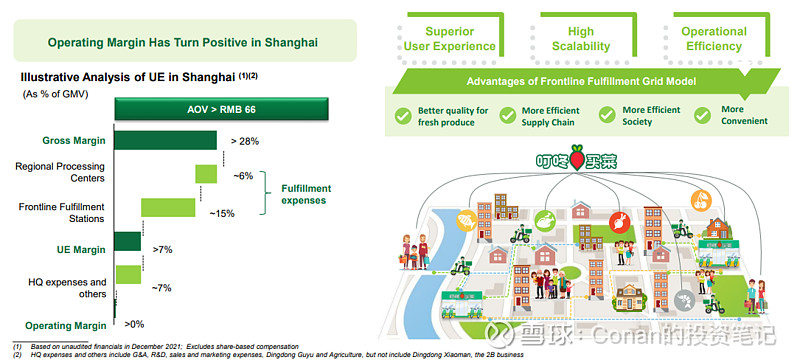 Operating Margin Has Turn Positive in Shanghai
Illustrative Analysis of UE in Shanghai (1)(2)
(As % of GMV)
AOV > RMB 66
Gross Margin
> 28%
Regional Processing
Centers
~6%
Frontline Fulfillment
Stations
~15%
Fulfillment
expenses
UE Margin
>7%
HQ expenses and
others
~7%
Operating Margin
>0%
Superior
User Experience
High
Scalability
Operational
Efficiency
Advantages of Frontline Fulfillment Grid Model
Better quality for
fresh produce
More Efficient
Supply Chain
More Efficient
Society
More
Convenient
叮咚买菜
(1) Based on unaudited financials in December 2021; Excludes share-based compensation
(2) HQ expenses and others include G&A, R&D, sales and marketing expenses, Dingdong Guyu and Agriculture, but not include Dingdong Xiaoman, the 2B business
雪球:Conan的投资笔记